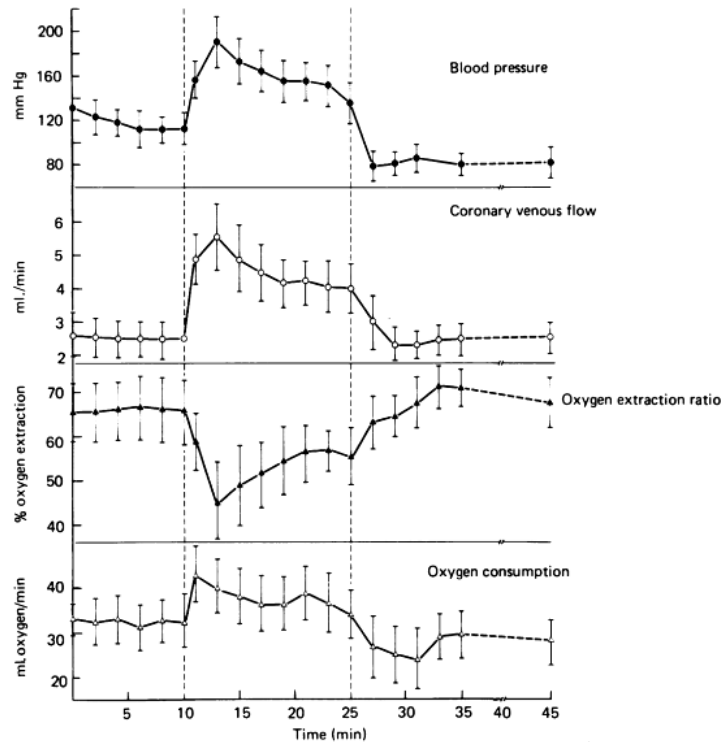 200
160
120
80
mm Hg
Blood pressure
Coronary venous flow
6
5
4
3
2
ml./min
70
60
50
40
% oxygen extraction
Oxygen extraction ratio
Oxygen consumption
40
30
20
ml.oxygen/min
5 10 15 20 25 30 35 40 45
Time (min)